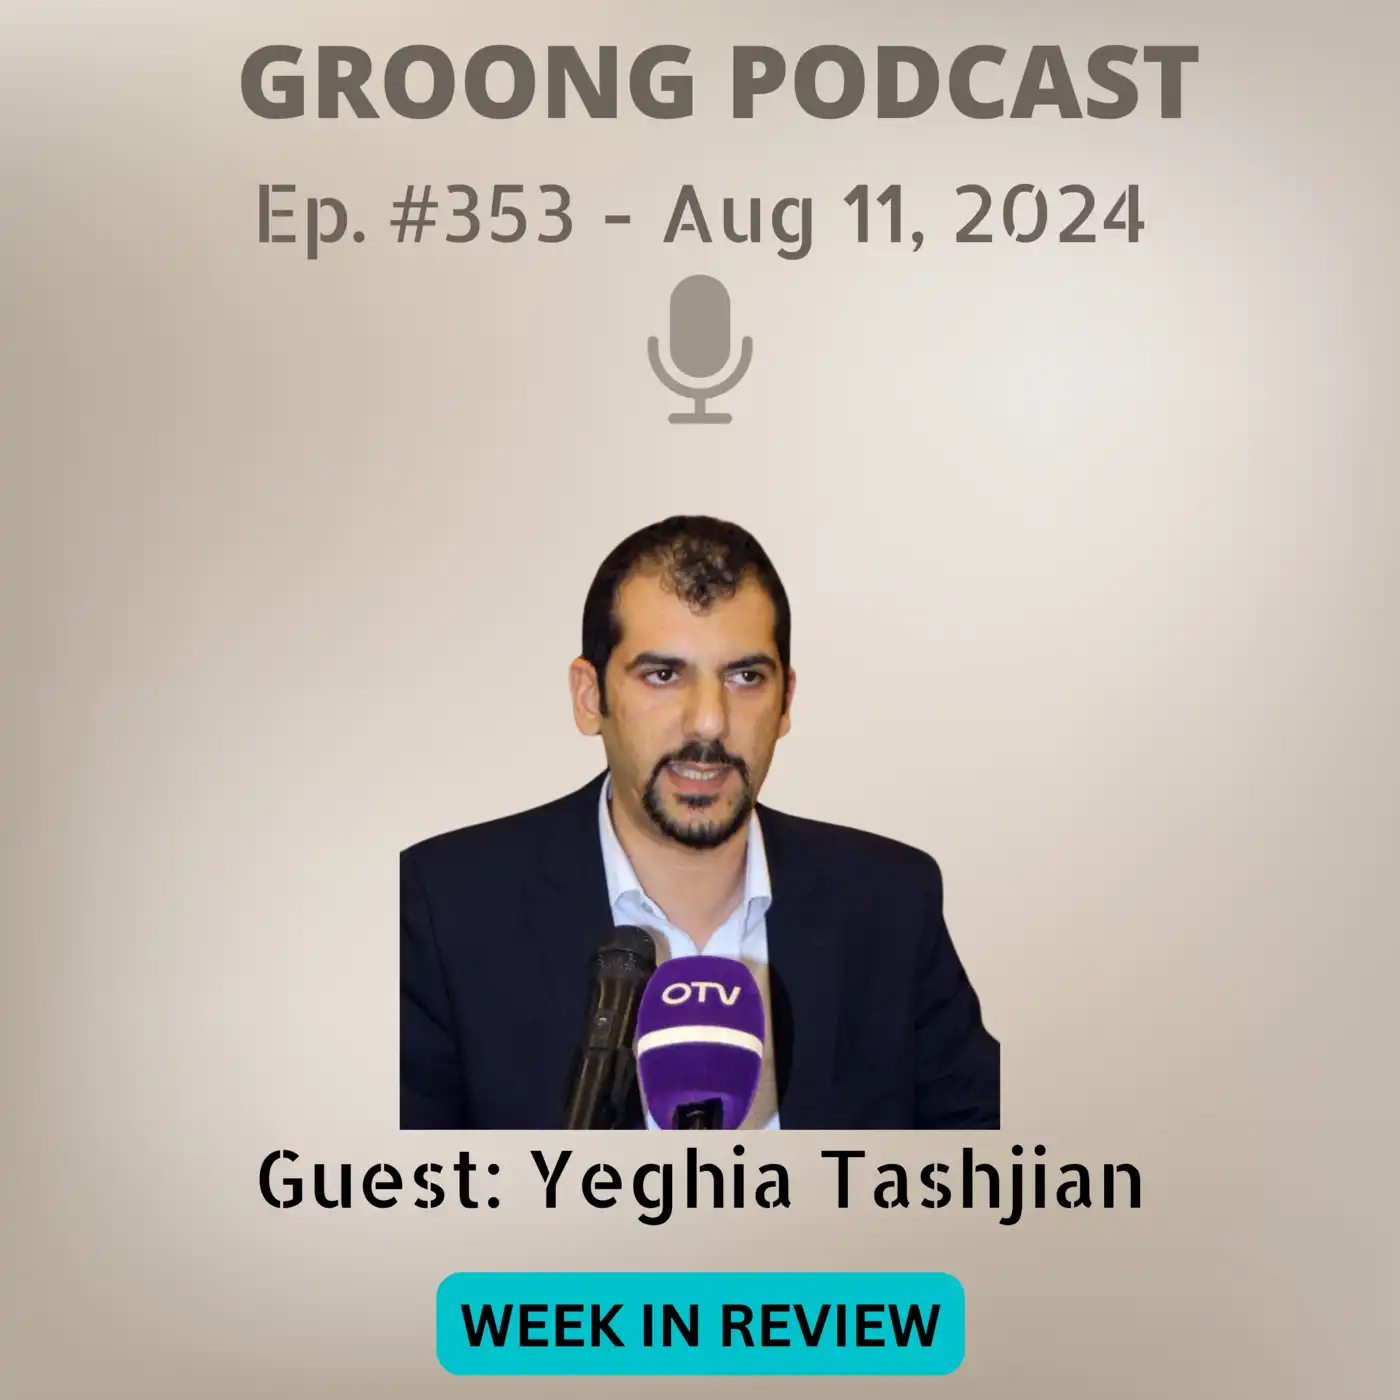 GROONG PODCAST
Ep. #353 - Aug 11, 2024
OTV
Guest: Yeghia Tashjian
WEEK IN REVIEW